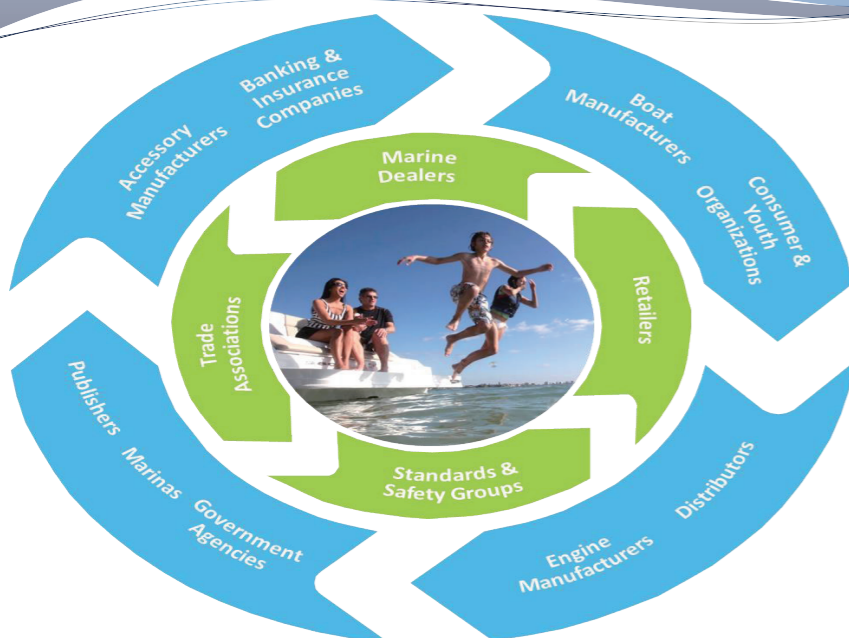 Banking &
Insurance
Companies
Accessory
Manufacturers
Boat
Manufacturers
Consumer &
Youth
Organizations
Marine
Dealers
Retailers
Trade
Associations
Standards &
Safety Groups
Publishers
Marinas
Government
Agencies
Distributors
Engine
Manufacturers